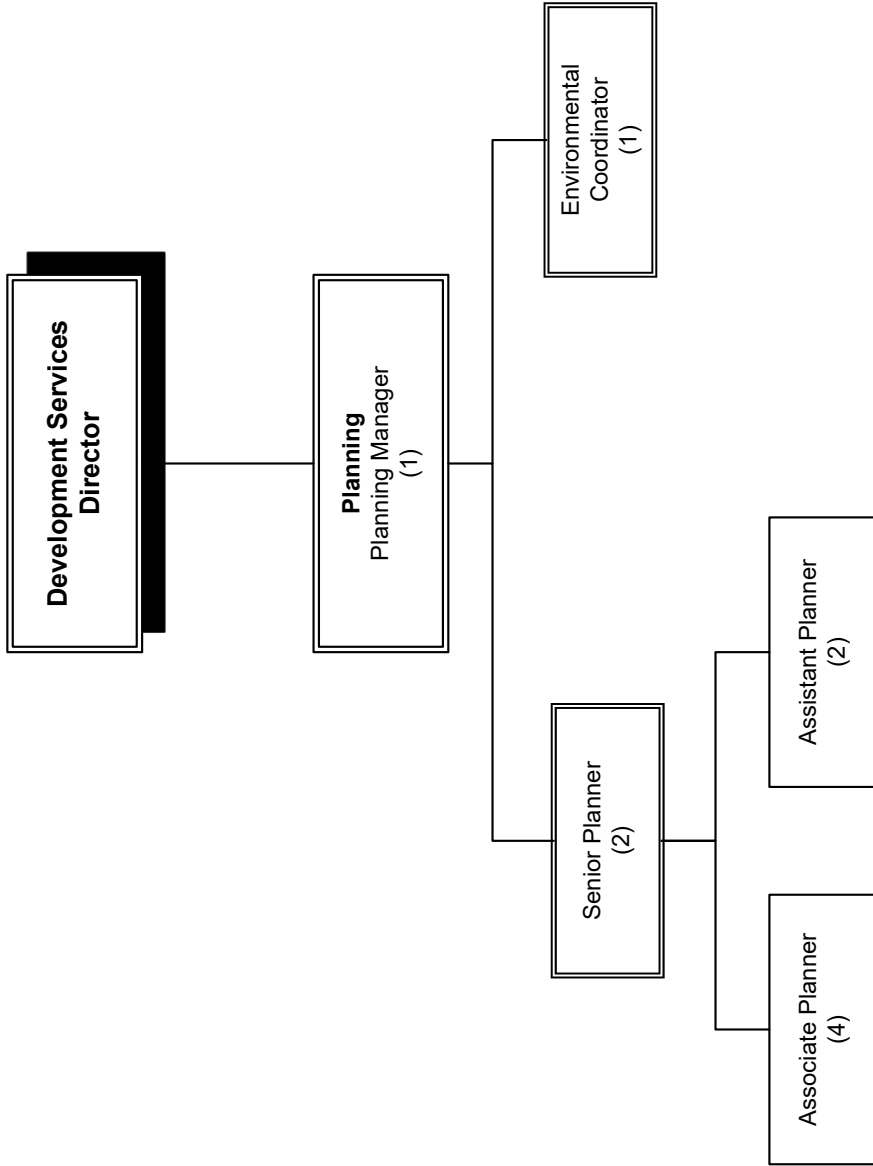 Development Services
Director
Planning
Planning Manager
(1)
Senior Planner
(2)
Environmental
Coordinator
(1)
Associate Planner
(4)
Assistant Planner
(2)